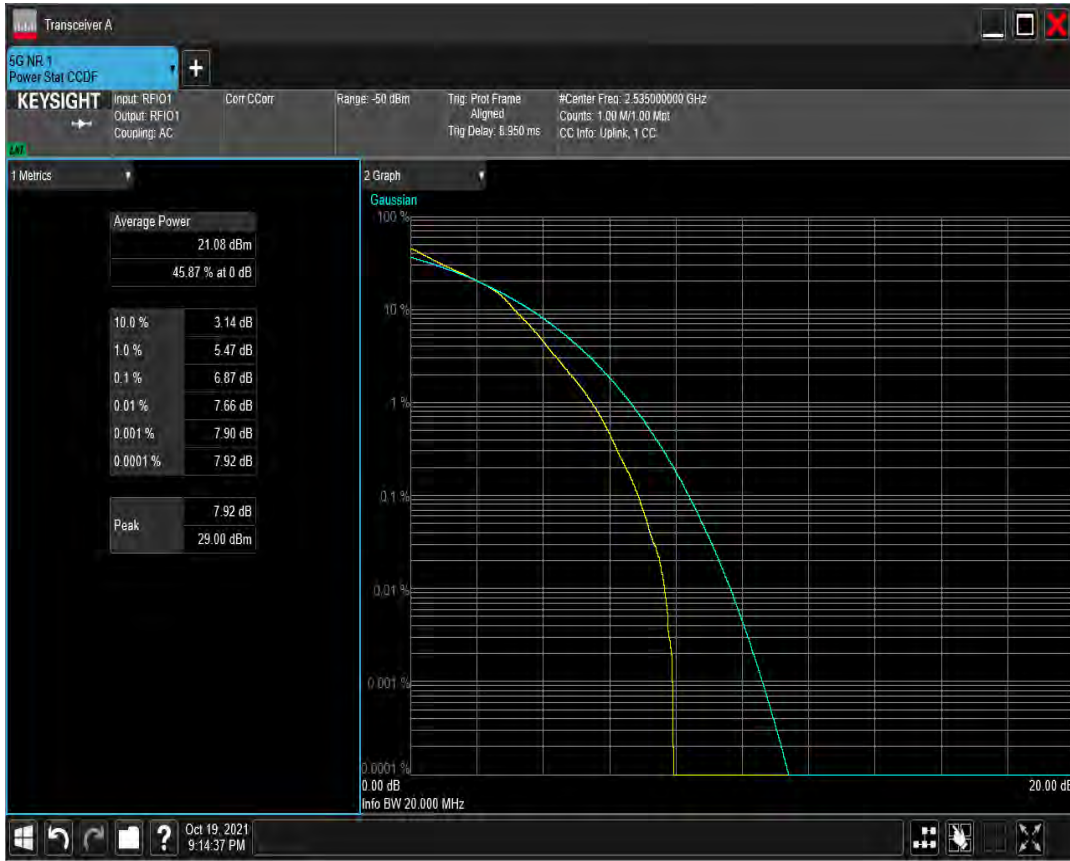 Transceiver A
5G NR 1
Power Stat CCDF
+
KEYSIGHT
Input: RFIO1
Output: RFIO1
Coupling: AC
Corr CCorr
Range: -50 dBm
Trig: Prot Frame
Aligned
Trig Delay: 8.950 ms
#Center Freq: 2.535000000 GHz
Counts: 1.00 M/1.00 Mpt
CC Info: Uplink, 1 CC
1 Metrics
Average Power
21.08 dBm
45.87 % at 0 dB
10.0 % 3.14 dB
1.0 % 5.47 dB
0.1 % 6.87 dB
0.01 % 7.66 dB
0.001 % 7.90 dB
0.0001 % 7.92 dB
Peak
7.92 dB
29.00 dBm
2 Graph
Gaussian
100 %
10 %
1 %
0.1 %
0.01 %
0.001 %
0.0001 %
0.00 dB
20.00 dB
Info BW 20.000 MHz
?
Oct 19, 2021
9:14:37 PM